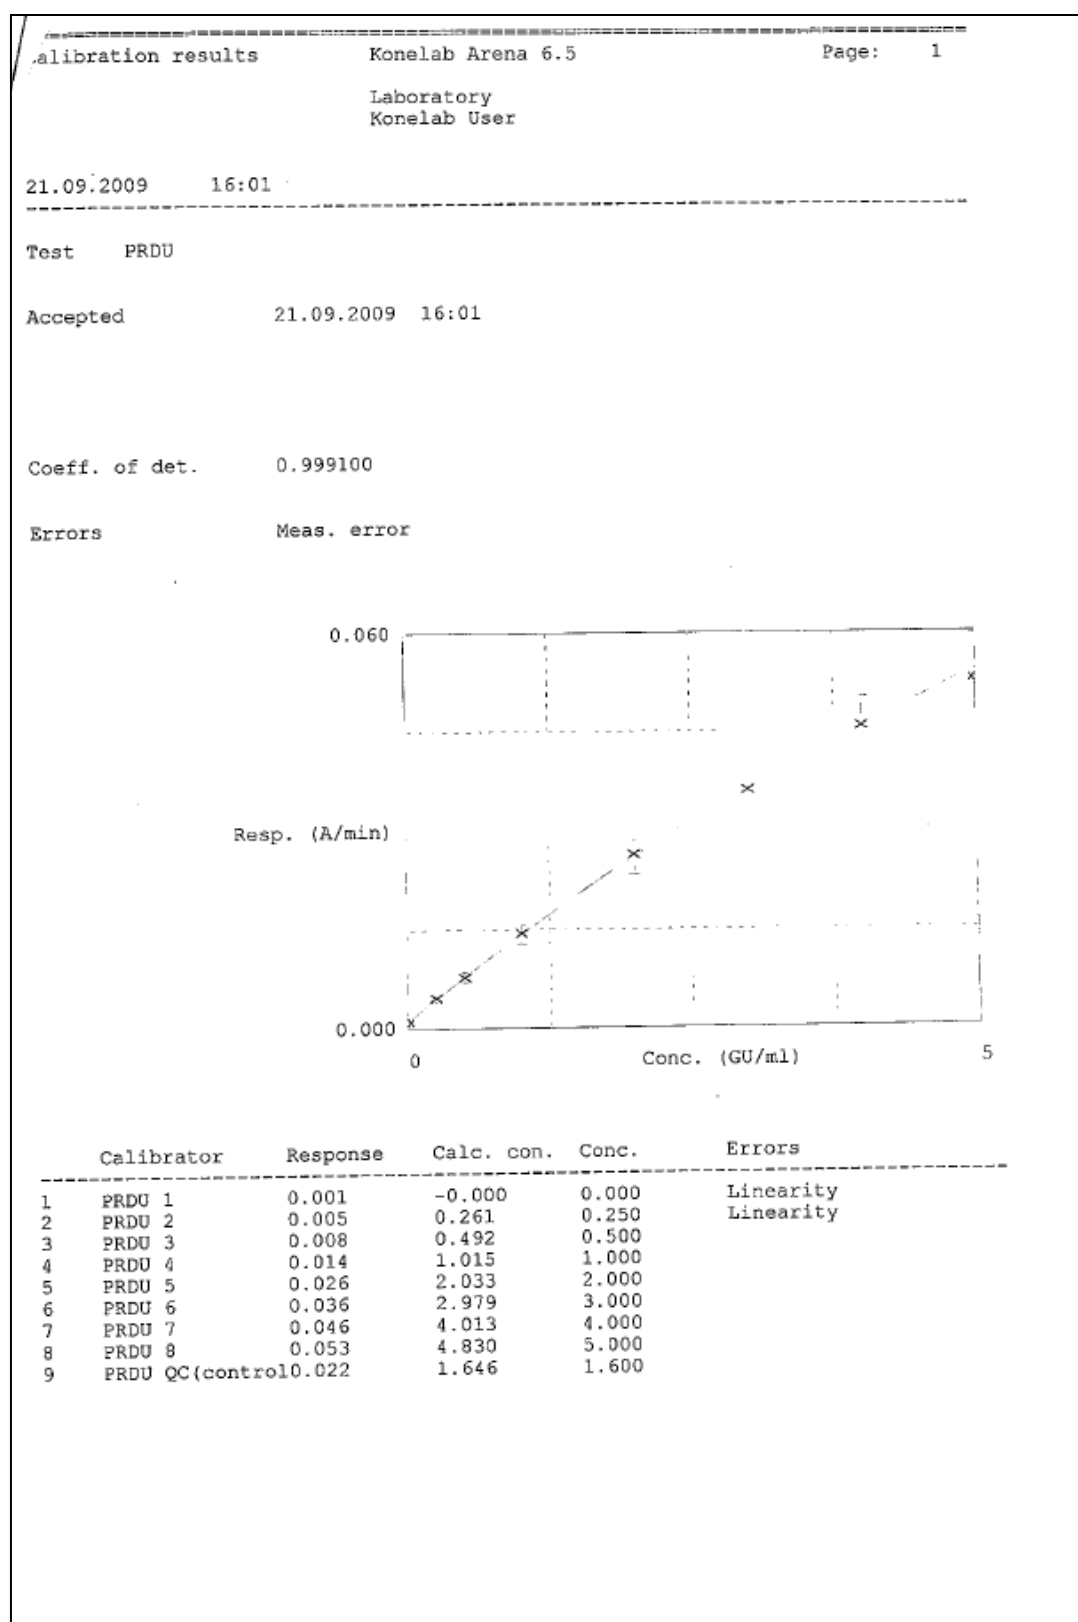 alibration results Konelab Arena 6.5 Page: 1
Laboratory
Konelab User
21.09.2009 16:01
Test PRDU
Accepted 21.09.2009 16:01
Coeff. of det. 0.999100
Errors Meas. error
0.060
Resp. (A/min)
0.000
0 Conc. (GU/ml) 5
Calibrator Response Calc. con. Conc. Errors
1 PRDU 1 0.001 -0.000 0.000 Linearity
2 PRDU 2 0.005 0.261 0.250 Linearity
3 PRDU 3 0.008 0.492 0.500
4 PRDU 4 0.014 1.015 1.000
5 PRDU 5 0.026 2.033 2.000
6 PRDU 6 0.036 2.979 3.000
7 PRDU 7 0.046 4.013 4.000
8 PRDU 8 0.053 4.830 5.000
9 PRDU QC(control0.022 1.646 1.600